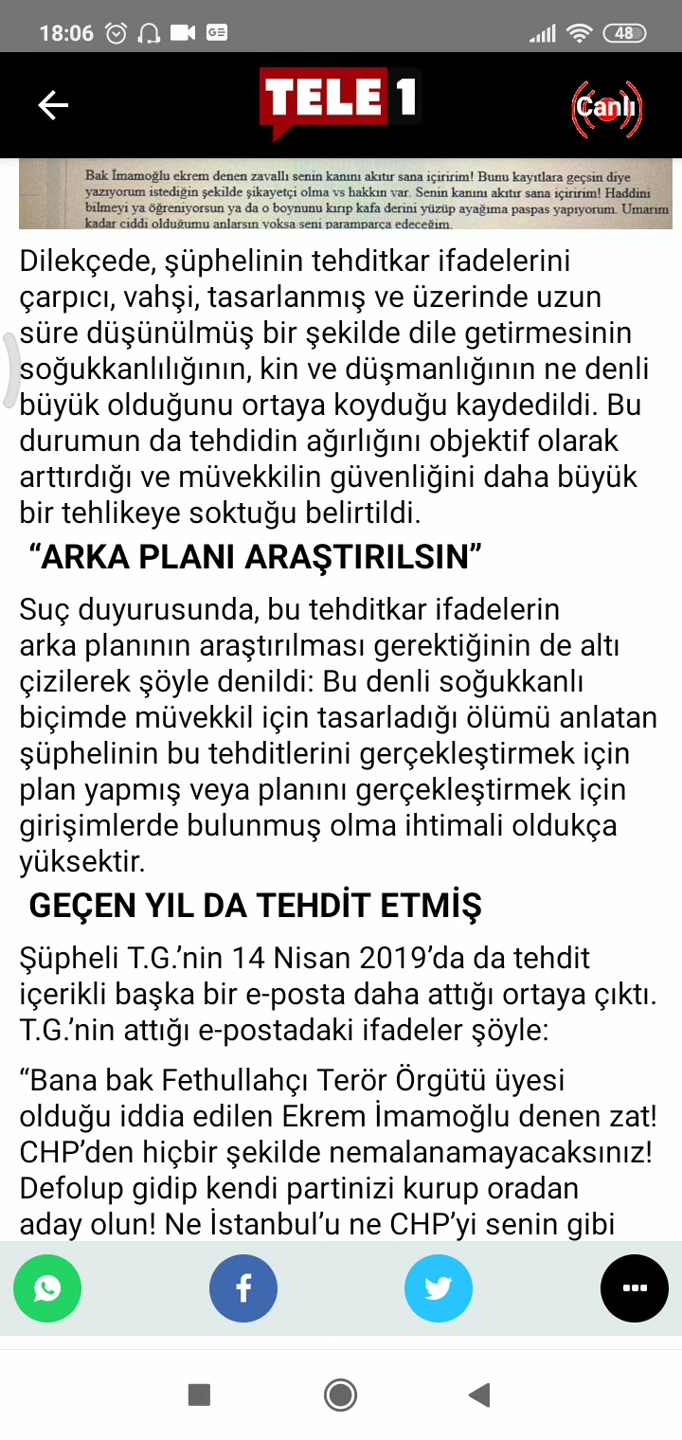 18:06
48
TELE 1
Canlı
Bak İmamoğlu ekrem denen zavallı senin kanını akıtır sana içiririm! Bunu kayıtlara geçsin diye
yazıyorum istediğin şekilde şikayetçi olma vs hakkın var. Senin kanını akıtır sana içiririm! Haddini
bilmeyi ya öğreniyorsun ya da o boynunu kırıp kafa derini yüzüp ayağıma paspas yapıyorum. Umarım
kadar ciddi olduğumu anlarsın yoksa seni paramparça edeceğim.
Dilekçede, şüphelinin tehditkar ifadelerini
çarpıcı, vahşi, tasarlanmış ve üzerinde uzun
süre düşünülmüş bir şekilde dile getirmesinin
soğukkanlılığının, kin ve düşmanlığının ne denli
büyük olduğunu ortaya koyduğu kaydedildi. Bu
durumun da tehdidin ağırlığını objektif olarak
arttırdığı ve müvekkilin güvenliğini daha büyük
bir tehlikeye soktuğu belirtildi.
“ARKA PLANI ARAŞTIRILSIN”
Suç duyurusunda, bu tehditkar ifadelerin
arka planının araştırılması gerektiğinin de altı
çizilerek şöyle denildi: Bu denli soğukkanlı
biçimde müvekkil için tasarladığı ölümü anlatan
şüphelinin bu tehditlerini gerçekleştirmek için
plan yapmış veya planını gerçekleştirmek için
girişimlerde bulunmuş olma ihtimali oldukça
yüksektir.
GEÇEN YIL DA TEHDİT ETMİŞ
Şüpheli T.G.’nin 14 Nisan 2019’da da tehdit
içerikli başka bir e-posta daha attığı ortaya çıktı.
T.G.’nin attığı e-postadaki ifadeler şöyle:
“Bana bak Fethullahçı Terör Örgütü üyesi
olduğu iddia edilen Ekrem İmamoğlu denen zat!
CHP’den hiçbir şekilde nemalanamayacaksınız!
Defolup gidip kendi partinizi kurup oradan
aday olun! Ne İstanbul’u ne CHP’yi senin gibi